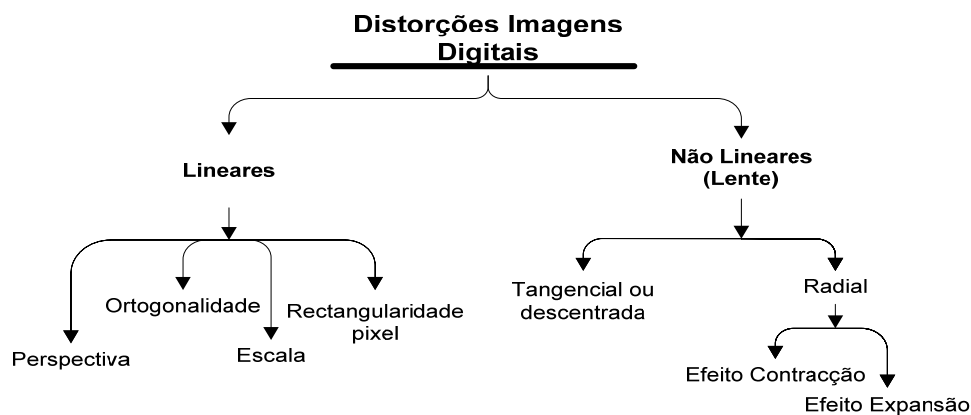 Distorções Imagens
Digitais
Lineares
Não Lineares
(Lente)
Perspectiva
Ortogonalidade
Escala
Rectangularidade
pixel
Tangencial ou
descentrada
Radial
Efeito Contracção
Efeito Expansão